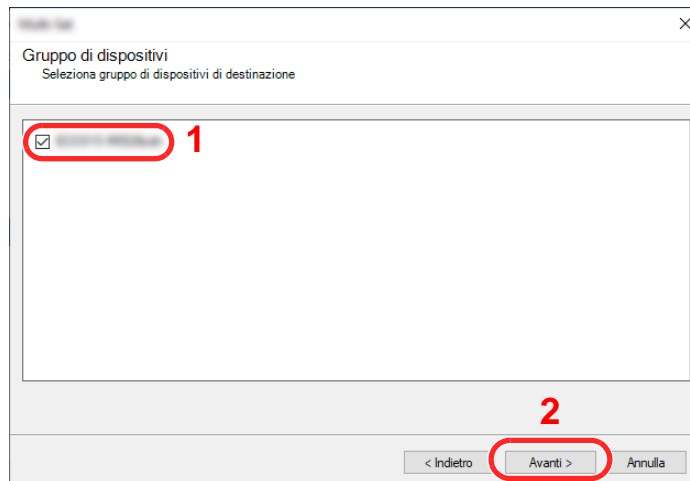 Gruppo di dispositivi
Seleziona gruppo di dispositivi di destinazione
1
2
< Indietro
Avanti >
Annulla